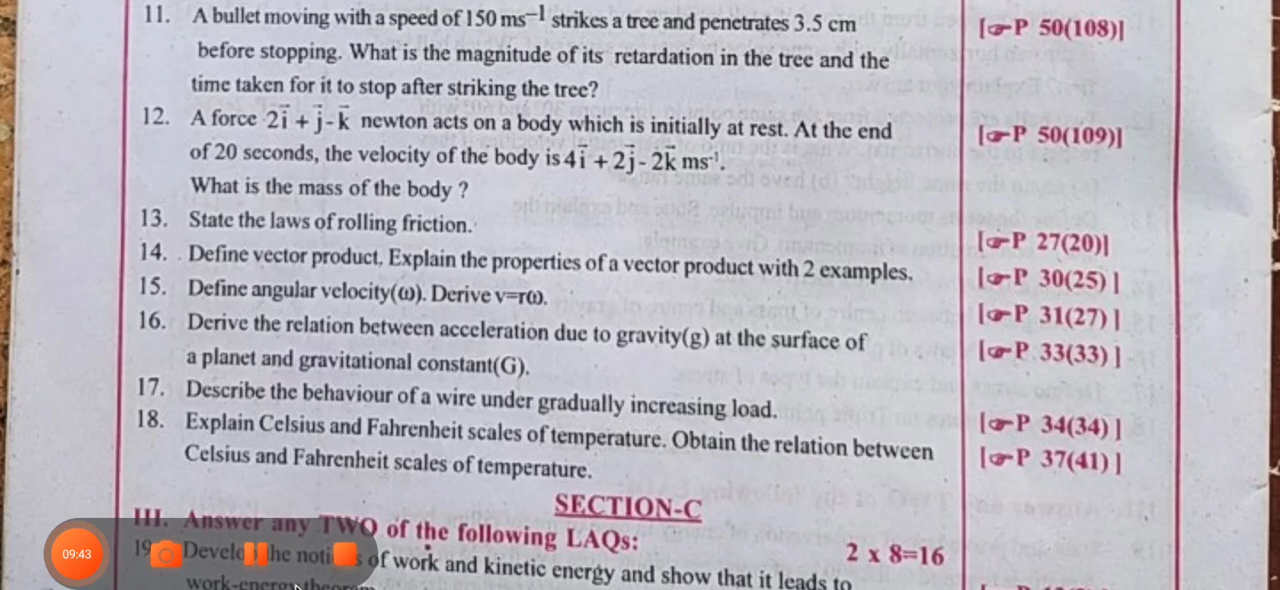 11. A bullet moving with a speed of 150 ms⁻¹ strikes a tree and penetrates 3.5 cm [☞P 50(108)]
before stopping. What is the magnitude of its retardation in the tree and the
time taken for it to stop after striking the tree?
12. A force 2i⃗ + j⃗ - k⃗ newton acts on a body which is initially at rest. At the end [☞P 50(109)]
of 20 seconds, the velocity of the body is 4i⃗ + 2j⃗ - 2k⃗ ms⁻¹.
What is the mass of the body ?
13. State the laws of rolling friction. [☞P 27(20)]
14. Define vector product. Explain the properties of a vector product with 2 examples. [☞P 30(25) ]
15. Define angular velocity(ω). Derive v=rω. [☞P 31(27) ]
16. Derive the relation between acceleration due to gravity(g) at the surface of [☞P 33(33) ]
a planet and gravitational constant(G).
17. Describe the behaviour of a wire under gradually increasing load. [☞P 34(34) ]
18. Explain Celsius and Fahrenheit scales of temperature. Obtain the relation between [☞P 37(41) ]
Celsius and Fahrenheit scales of temperature.
SECTION-C
III. Answer any TWO of the following LAQs: 2 x 8=16
19 the of work and kinetic energy and show that it leads to
work-energy theorem
09:43